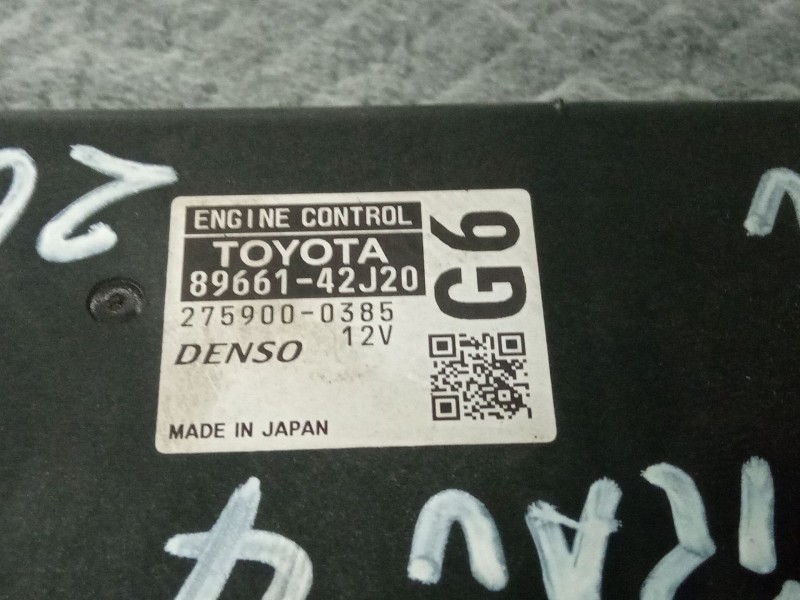 ENGINE CONTROL
TOYOTA
89661-42J20
275900-0385
12V
DENSO
MADE IN JAPAN
G6